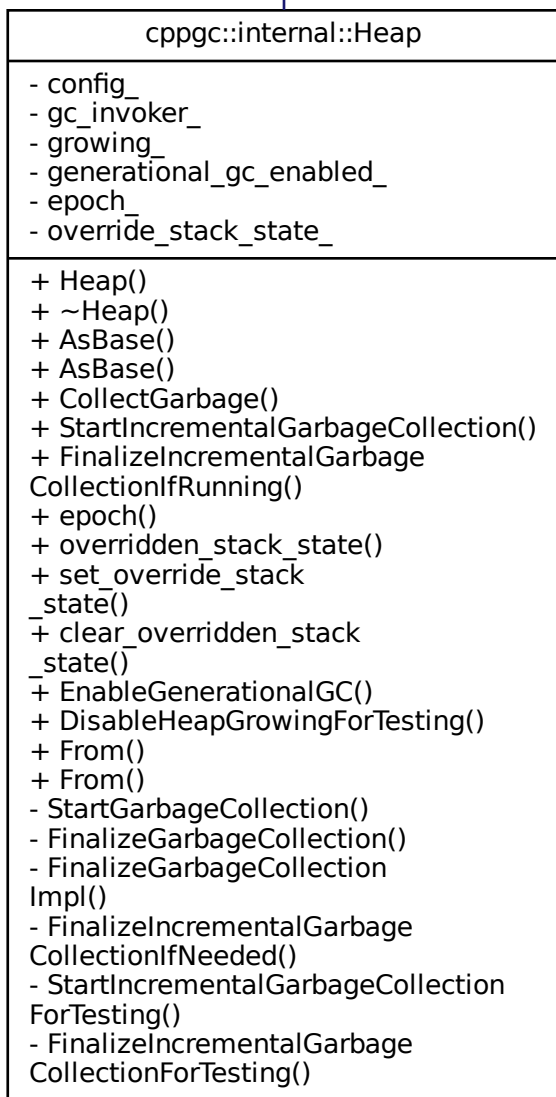 cppgc::internal::Heap
- config_
- gc_invoker_
- growing_
- generational_gc_enabled_
- epoch_
- override_stack_state_
+ Heap()
+ ~Heap()
+ AsBase()
+ AsBase()
+ CollectGarbage()
+ StartIncrementalGarbageCollection()
+ FinalizeIncrementalGarbage
CollectionIfRunning()
+ epoch()
+ overridden_stack_state()
+ set_override_stack
_state()
+ clear_overridden_stack
_state()
+ EnableGenerationalGC()
+ DisableHeapGrowingForTesting()
+ From()
+ From()
- StartGarbageCollection()
- FinalizeGarbageCollection()
- FinalizeGarbageCollection
Impl()
- FinalizeIncrementalGarbage
CollectionIfNeeded()
- StartIncrementalGarbageCollection
ForTesting()
- FinalizeIncrementalGarbage
CollectionForTesting()